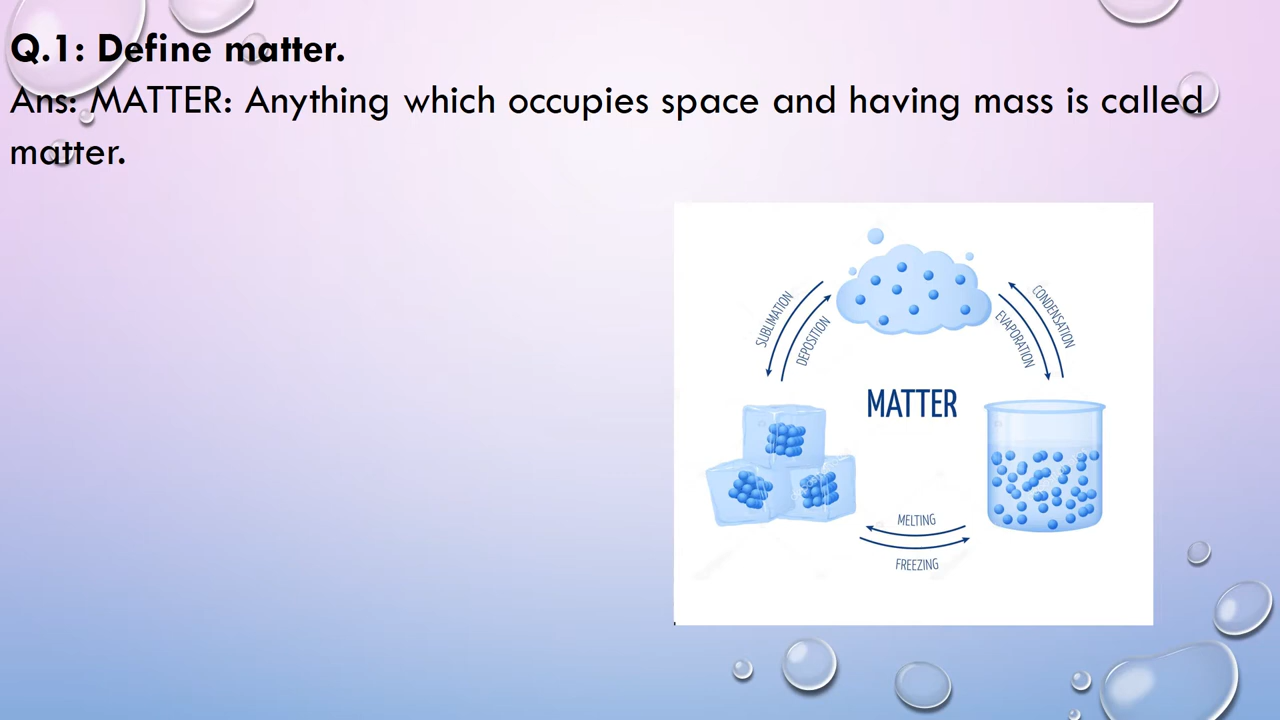 Q.1: Define matter.
Ans: MATTER: Anything which occupies space and having mass is called
matter.
SUBLIMATION
DEPOSITION
CONDENSATION
EVAPORATION
MATTER
MELTING
FREEZING